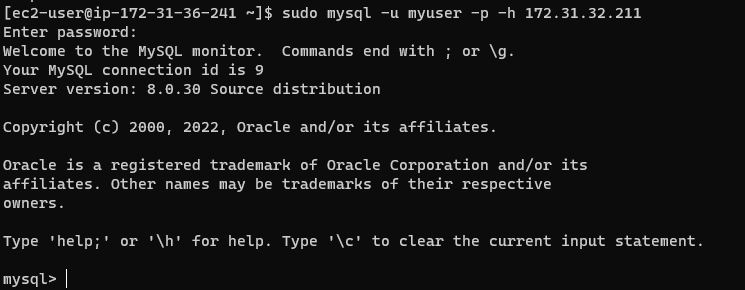 [ec2-user@ip-172-31-36-241 ~]$ sudo mysql -u myuser -p -h 172.31.32.211
Enter password:
Welcome to the MySQL monitor.  Commands end with ; or \g.
Your MySQL connection id is 9
Server version: 8.0.30 Source distribution

Copyright (c) 2000, 2022, Oracle and/or its affiliates.

Oracle is a registered trademark of Oracle Corporation and/or its
affiliates. Other names may be trademarks of their respective
owners.

Type 'help;' or '\h' for help. Type '\c' to clear the current input statement.

mysql>